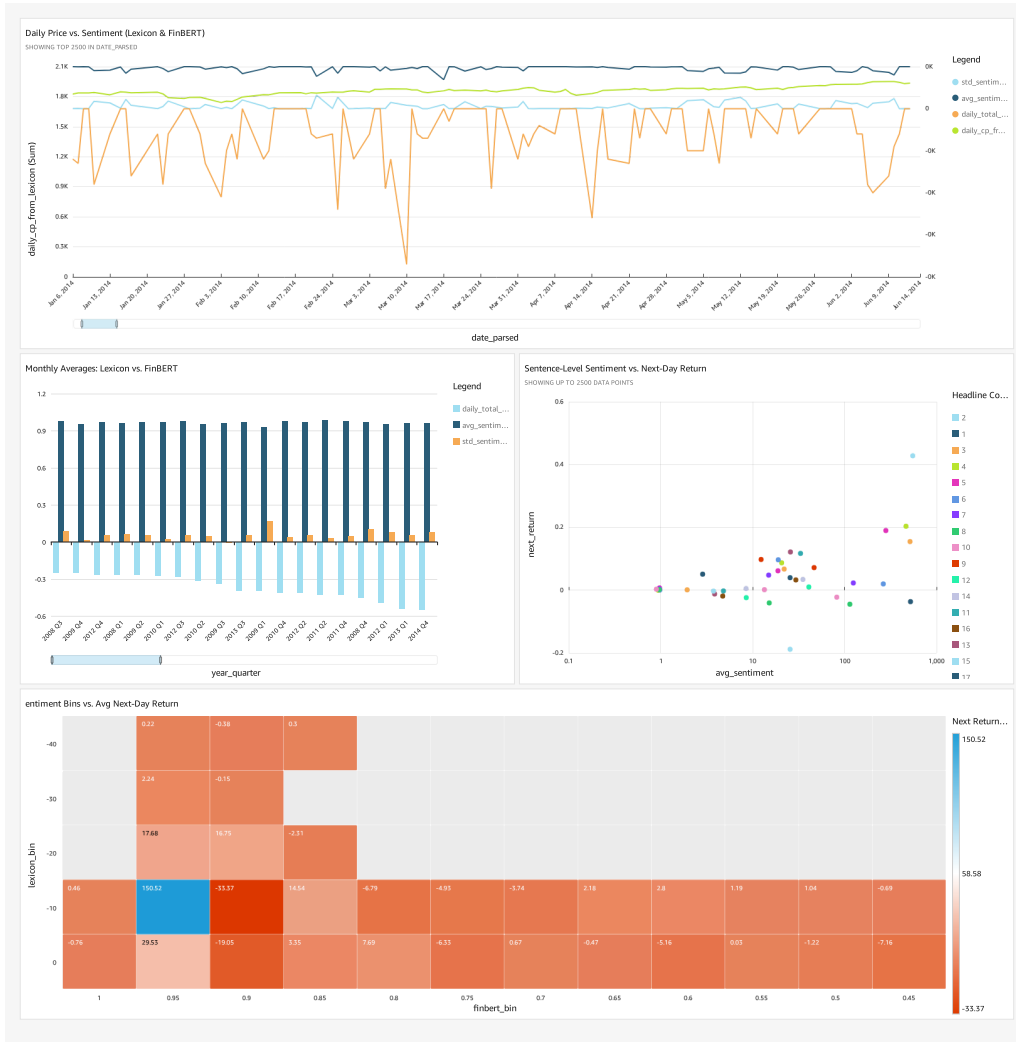 Daily Price vs. Sentiment (Lexicon & FinBERT)
SHOWING TOP 2500 IN DATE_PARSED
daily_cp_from_lexicon (Sum)
2.1K
1.8K
1.5K
1.2K
0.9K
0.6K
0.3K
0
0K
0
-0K
-0K
-0K
-0K
Jan 6, 2014
Jan 13, 2014
Jan 20, 2014
Jan 27, 2014
Feb 3, 2014
Feb 10, 2014
Feb 17, 2014
Feb 24, 2014
Mar 3, 2014
Mar 10, 2014
Mar 17, 2014
Mar 24, 2014
Mar 31, 2014
Apr 7, 2014
Apr 14, 2014
Apr 21, 2014
Apr 28, 2014
May 5, 2014
May 12, 2014
May 19, 2014
May 26, 2014
Jun 2, 2014
Jun 9, 2014
Jun 14, 2014
date_parsed
Legend
std_sentim...
avg_sentim...
daily_total_...
daily_cp_fr...
Monthly Averages: Lexicon vs. FinBERT
1.2
0.9
0.6
0.3
0
-0.3
-0.6
2008 Q3
2009 Q4
2012 Q4
2008 Q1
2009 Q2
2010 Q1
2012 Q3
2010 Q2
2009 Q3
2013 Q3
2009 Q1
2010 Q4
2012 Q2
2011 Q2
2011 Q4
2008 Q4
2012 Q1
2013 Q1
2014 Q4
year_quarter
Legend
daily_total_...
avg_sentim...
std_sentim...
Sentence-Level Sentiment vs. Next-Day Return
SHOWING UP TO 2500 DATA POINTS
next_return
0.6
0.4
0.2
0
-0.2
0.1
1
10
100
1,000
avg_sentiment
Headline Co...
2
1
3
4
5
6
7
8
10
9
12
14
11
16
13
15
17
entiment Bins vs. Avg Next-Day Return
lexicon_bin
-40
0.22
-0.38
0.3
-30
2.24
-0.15
-20
17.68
16.75
-2.31
-10
0.46
150.52
-33.37
14.54
-6.79
-4.93
-3.74
2.18
2.8
1.19
1.04
-0.69
0
-0.76
29.53
-19.05
3.35
7.69
-6.33
0.67
-0.47
-5.16
0.03
-1.22
-7.16
1
0.95
0.9
0.85
0.8
0.75
0.7
0.65
0.6
0.55
0.5
0.45
finbert_bin
Next Return...
150.52
58.58
-33.37